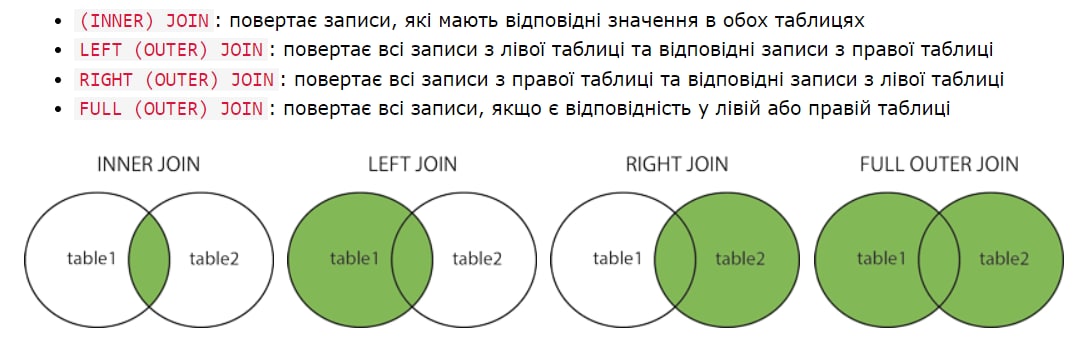 (INNER) JOIN: повертає записи, які мають відповідні значення в обох таблицях
LEFT (OUTER) JOIN: повертає всі записи з лівої таблиці та відповідні записи з правої таблиці
RIGHT (OUTER) JOIN: повертає всі записи з правої таблиці та відповідні записи з лівої таблиці
FULL (OUTER) JOIN: повертає всі записи, якщо є відповідність у лівій або правій таблиці
INNER JOIN
LEFT JOIN
RIGHT JOIN
FULL OUTER JOIN
table1
table2
table1
table2
table1
table2
table1
table2